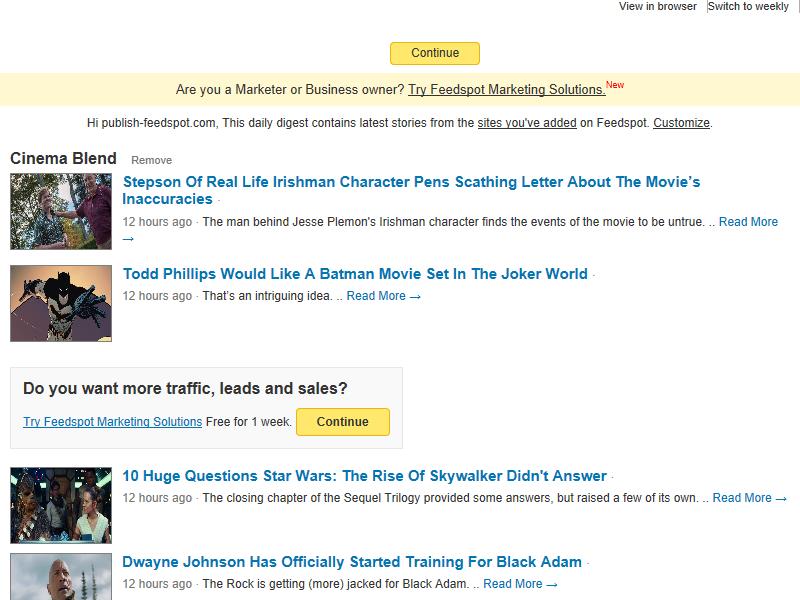 View in browser | Switch to weekly |
Continue
Are you a Marketer or Business owner? Try Feedspot Marketing Solutions.New
Hi publish-feedspot.com, This daily digest contains latest stories from the sites you've added on Feedspot. Customize.
Cinema Blend Remove
Stepson Of Real Life Irishman Character Pens Scathing Letter About The Movie’s
Inaccuracies ·
12 hours ago · The man behind Jesse Plemon's Irishman character finds the events of the movie to be untrue. .. Read More
→
Todd Phillips Would Like A Batman Movie Set In The Joker World ·
12 hours ago · That’s an intriguing idea. .. Read More →
Do you want more traffic, leads and sales?
Try Feedspot Marketing Solutions Free for 1 week. Continue
10 Huge Questions Star Wars: The Rise Of Skywalker Didn't Answer ·
12 hours ago · The closing chapter of the Sequel Trilogy provided some answers, but raised a few of its own. .. Read More →
Dwayne Johnson Has Officially Started Training For Black Adam ·
12 hours ago · The Rock is getting (more) jacked for Black Adam. .. Read More →